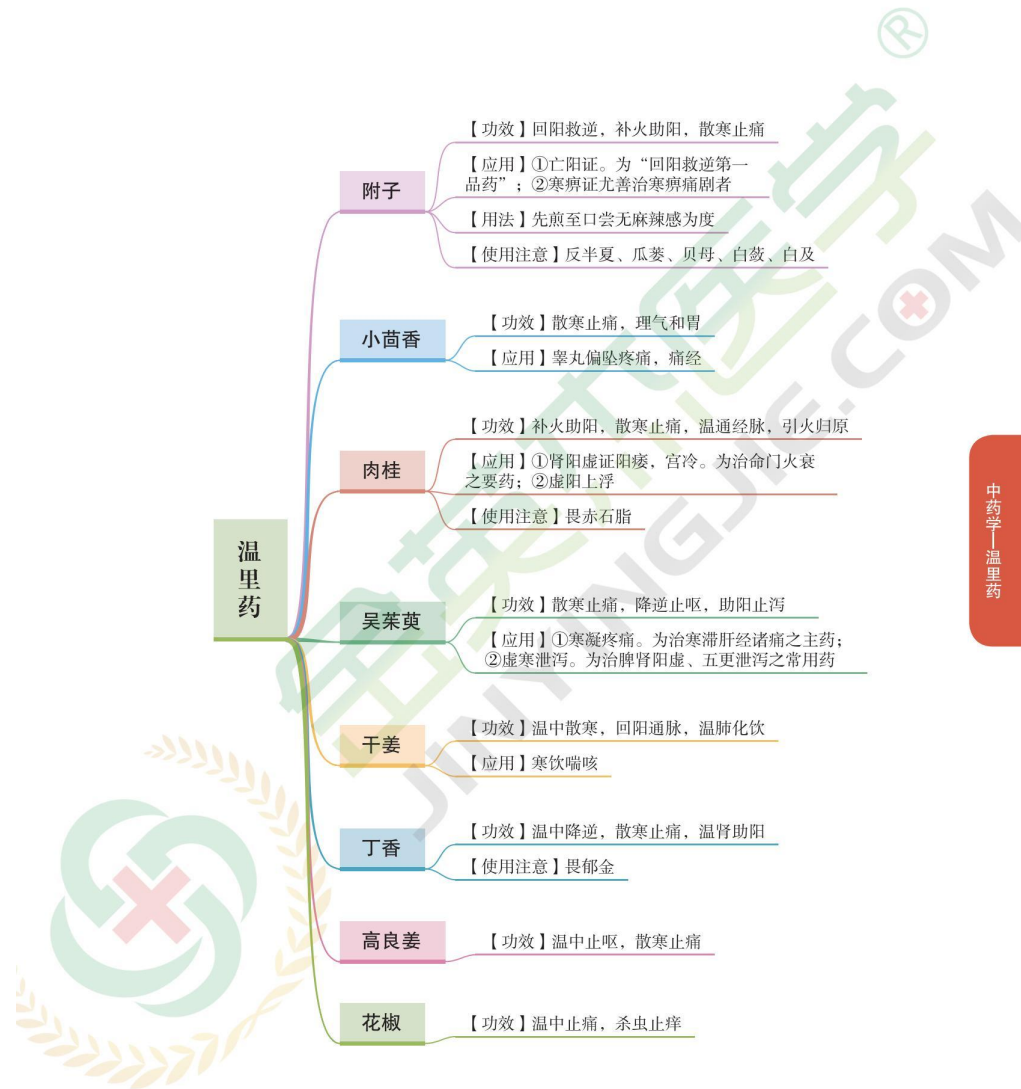 附子
【功效】回阳救逆，补火助阳，散寒止痛
【应用】①亡阳证。为“回阳救逆第一
品药”；②寒痹证尤善治寒痹痛剧者
【用法】先煎至口尝无麻辣感为度
【使用注意】反半夏、瓜蒌、贝母、白蔹、白及
小茴香
【功效】散寒止痛，理气和胃
【应用】睾丸偏坠疼痛，痛经
肉桂
【功效】补火助阳，散寒止痛，温通经脉，引火归原
【应用】①肾阳虚证阳痿，宫冷。为治命门火衰
之要药；②虚阳上浮
【使用注意】畏赤石脂
温里药
吴茱萸
【功效】散寒止痛，降逆止呕，助阳止泻
【应用】①寒凝疼痛。为治寒滞肝经诸痛之主药；
②虚寒泄泻。为治脾肾阳虚、五更泄泻之常用药
干姜
【功效】温中散寒，回阳通脉，温肺化饮
【应用】寒饮喘咳
丁香
【功效】温中降逆，散寒止痛，温肾助阳
【使用注意】畏郁金
高良姜
【功效】温中止呕，散寒止痛
花椒
【功效】温中止痛，杀虫止痒
中药学—温里药
金英杰医学®
JINYINGJIE.COM